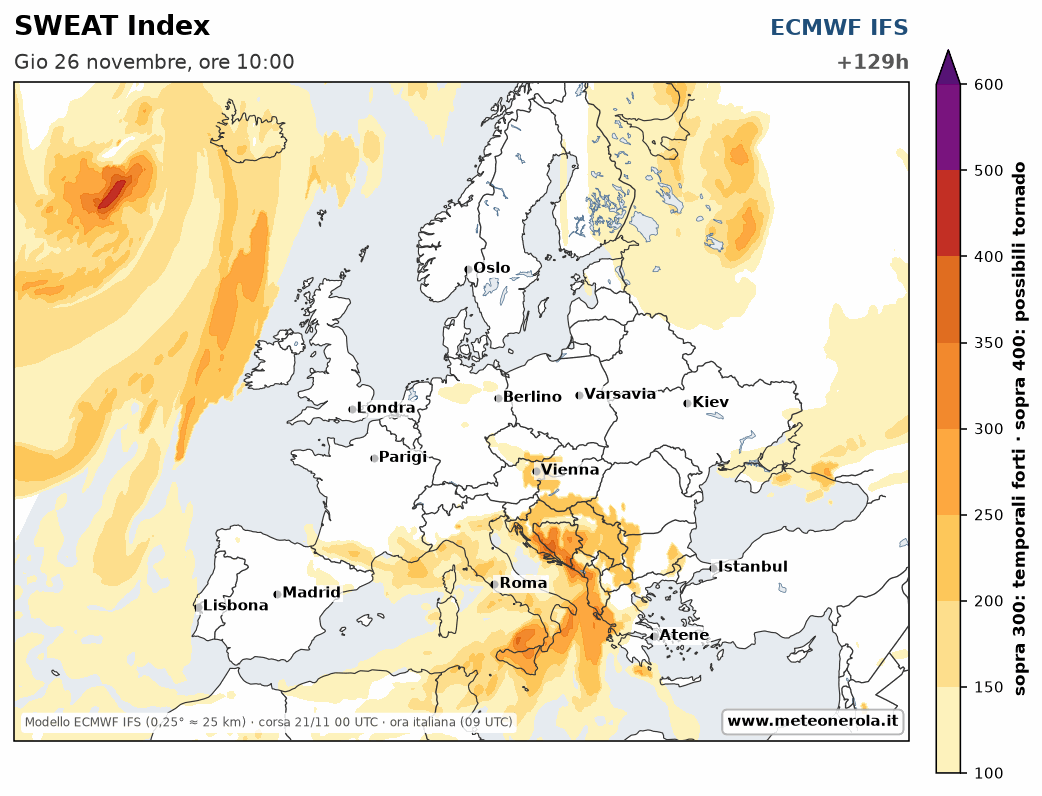 SWEAT Index
ECMWF IFS
Gio 26 novembre, ore 10:00
+129h
Oslo
Berlino
Varsavia
Kiev
Londra
Parigi
Vienna
Istanbul
Roma
Madrid
Lisbona
Atene
Modello ECMWF IFS (0,25° ≈ 25 km) · corsa 21/11 00 UTC · ora italiana (09 UTC)
www.meteonerola.it
600
500
400
350
300
250
200
150
100
sopra 300: temporali forti · sopra 400: possibili tornado